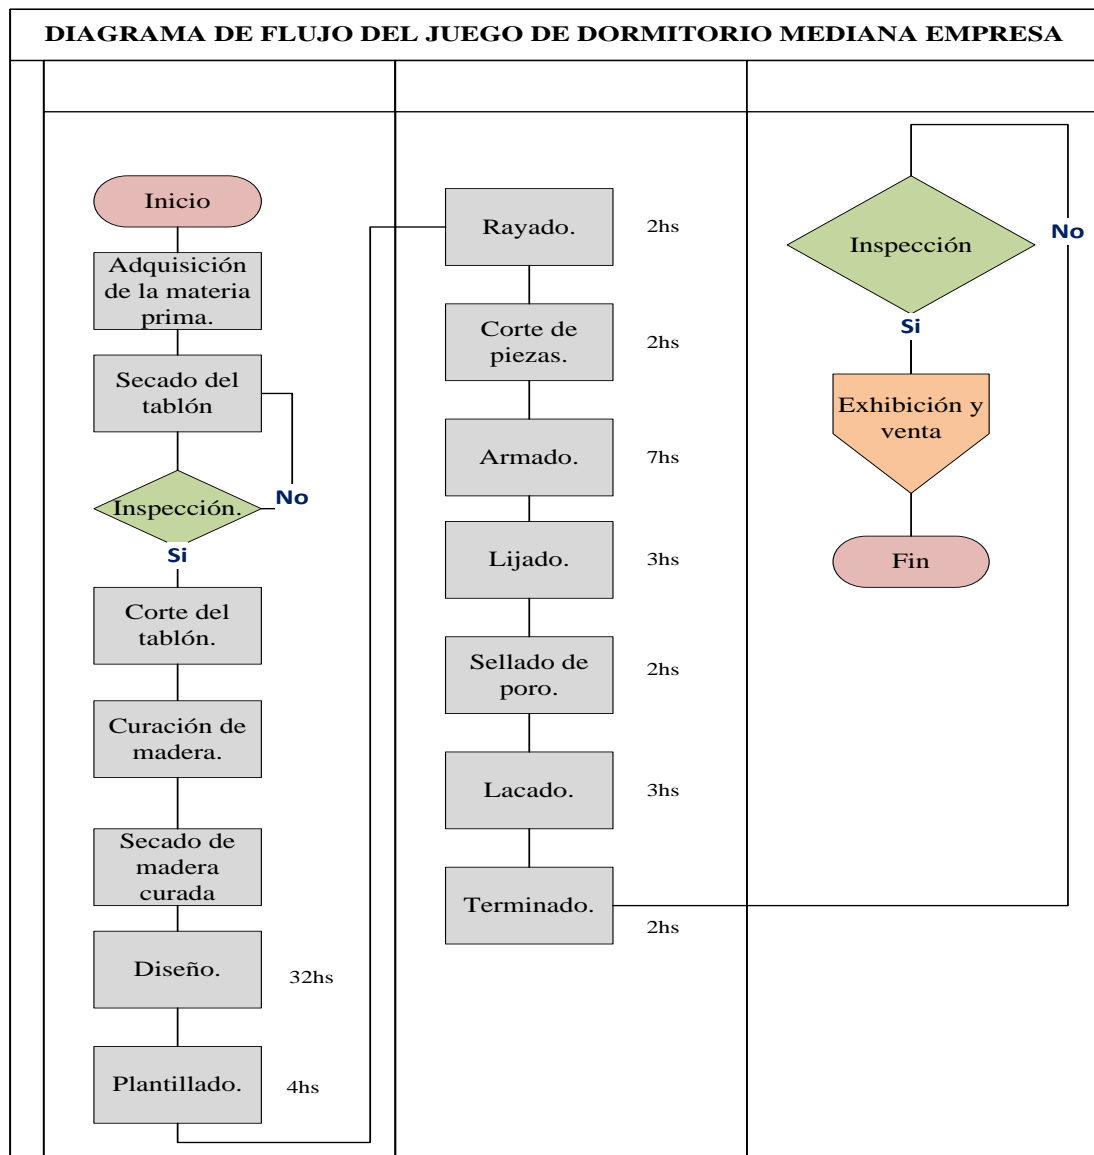 DIAGRAMA DE FLUJO DEL JUEGO DE DORMITORIO MEDIANA EMPRESA
Inicio
Adquisición
de la materia
prima.
Secado del
tablón
Inspección.
No
Si
Corte del
tablón.
Curación de
madera.
Secado de
madera
curada
Diseño.
32hs
Plantillado.
4hs
Rayado.
2hs
Corte de
piezas.
2hs
Armado.
7hs
Lijado.
3hs
Sellado de
poro.
2hs
Lacado.
3hs
Terminado.
2hs
Inspección
No
Si
Exhibición y
venta
Fin